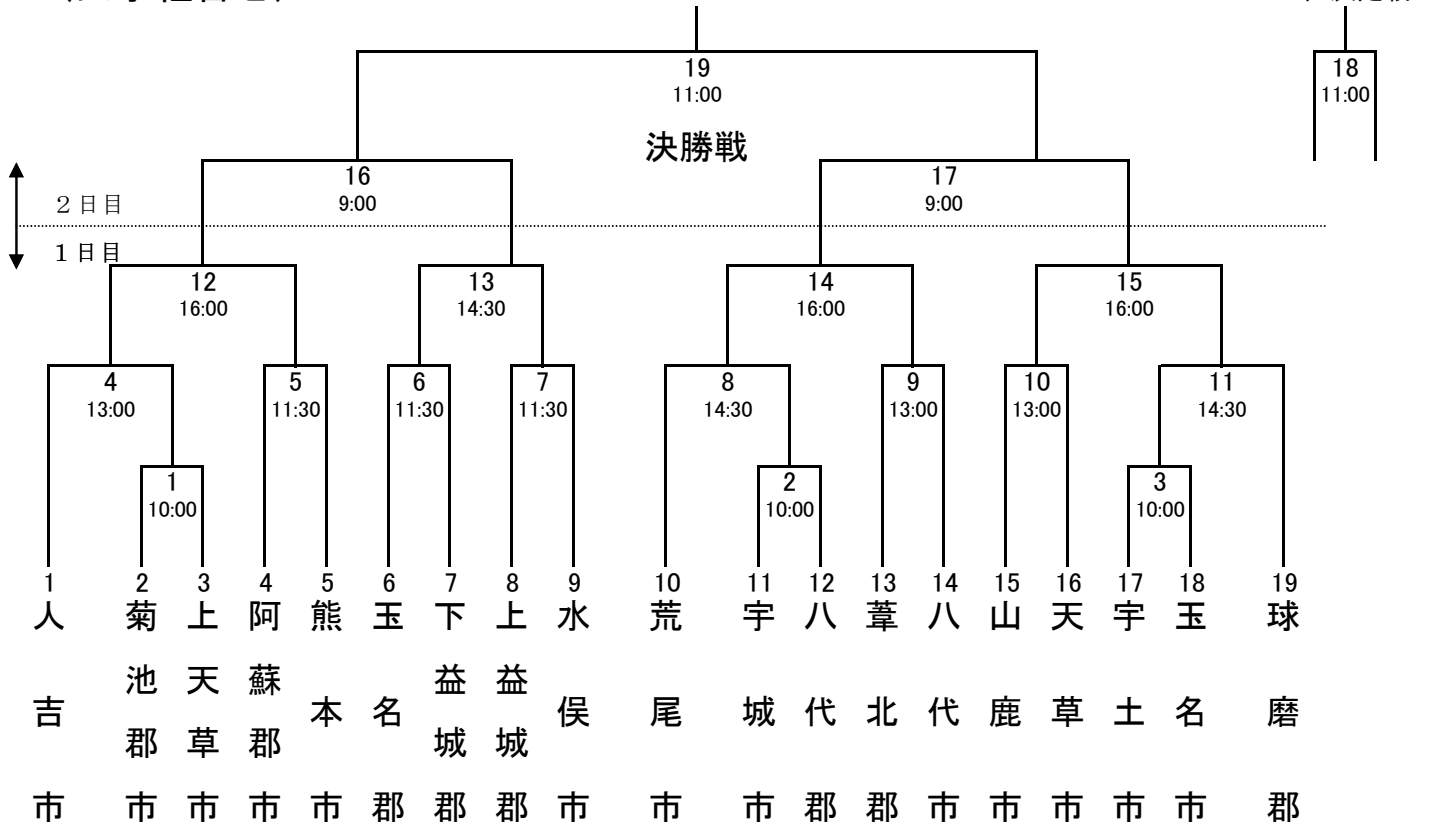 19
11:00
決勝戦
18
11:00
16
9:00
17
9:00
２日目
１日目
12
16:00
13
14:30
14
16:00
15
16:00
4
13:00
5
11:30
6
11:30
7
11:30
8
14:30
9
13:00
10
13:00
11
14:30
1
10:00
2
10:00
3
10:00
1
人吉市
2
菊池郡市
3
上天草市
4
阿蘇郡市
5
熊本市
6
玉名郡
7
下益城郡
8
上益城郡
9
水俣市
10
荒尾市
11
宇城市
12
八代郡
13
葦北郡
14
八代市
15
山鹿市
16
天草市
17
宇土市
18
玉名市
19
球磨郡